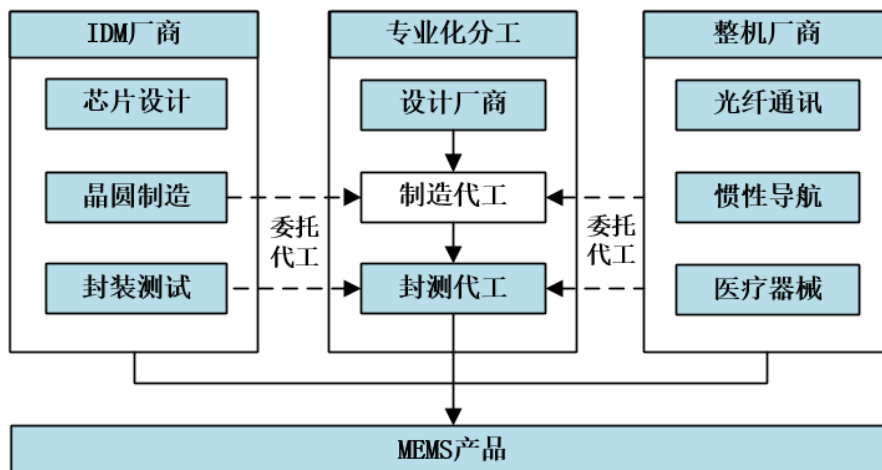 IDM厂商
专业化分工
整机厂商
芯片设计
设计厂商
光纤通讯
晶圆制造
制造代工
惯性导航
委托
代工
委托
代工
封装测试
封测代工
医疗器械
MEMS产品